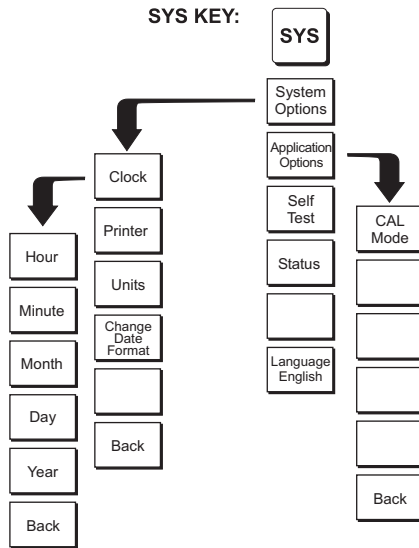 SYS KEY:
SYS
System
Options
Application
Options
Self
Test
Status
Language
English
Clock
Printer
Units
Change
Date
Format
Back
Hour
Minute
Month
Day
Year
Back
CAL
Mode
Back